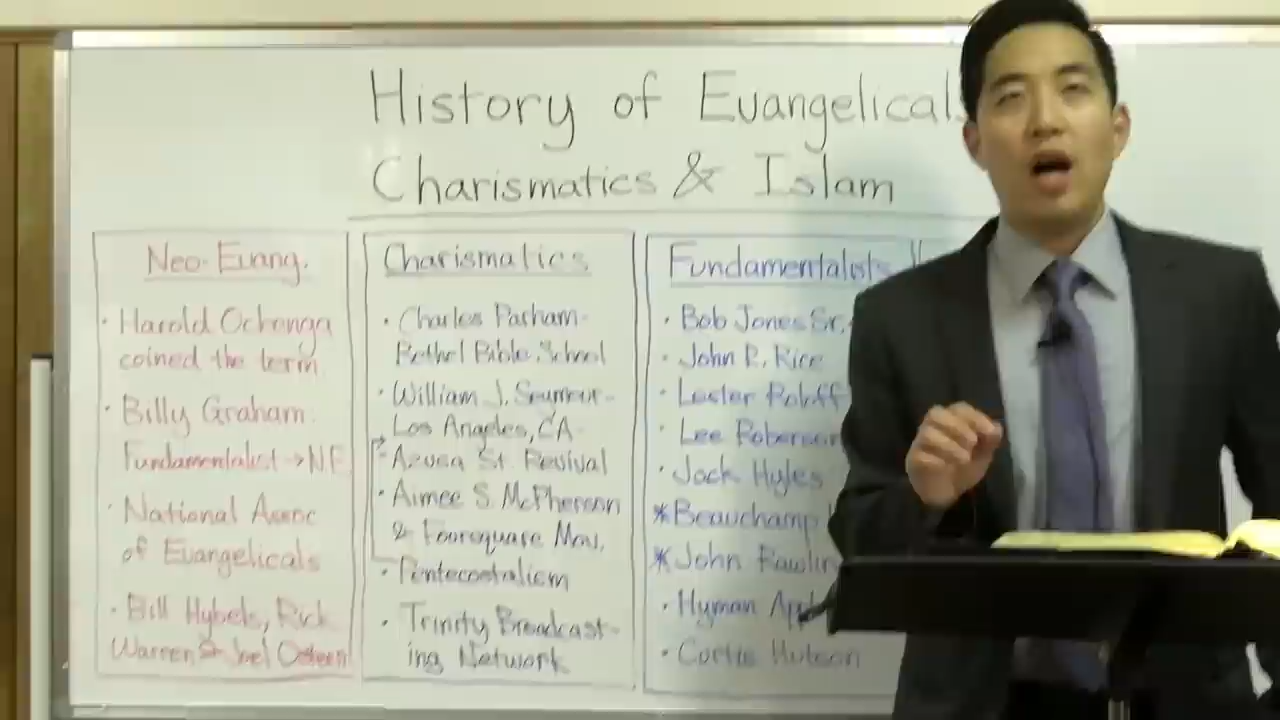 History of Evangelicals
Charismatics & Islam
Neo-Evang.
• Harold Ockenga
coined the term
• Billy Graham.
Fundamentalist → NE
• National Assoc
of Evangelicals
• Bill Hybels, Rick
Warren & Joel Osteen
Charismatics
• Charles Parham-
Bethel Bible School
• William J. Seymour-
Los Angeles, CA-
Azusa St. Revival
• Aimee S. McPherson
& Foursquare Mov.
• Pentecostalism
• Trinity Broadcast-
ing Network
Fundamentalists
• Bob Jones Sr.
• John R. Rice
• Lester Roloff
• Lee Roberson
• Jack Hyles
* Beauchamp
* John Rawlin
• Hyman App
• Curtis Hutson